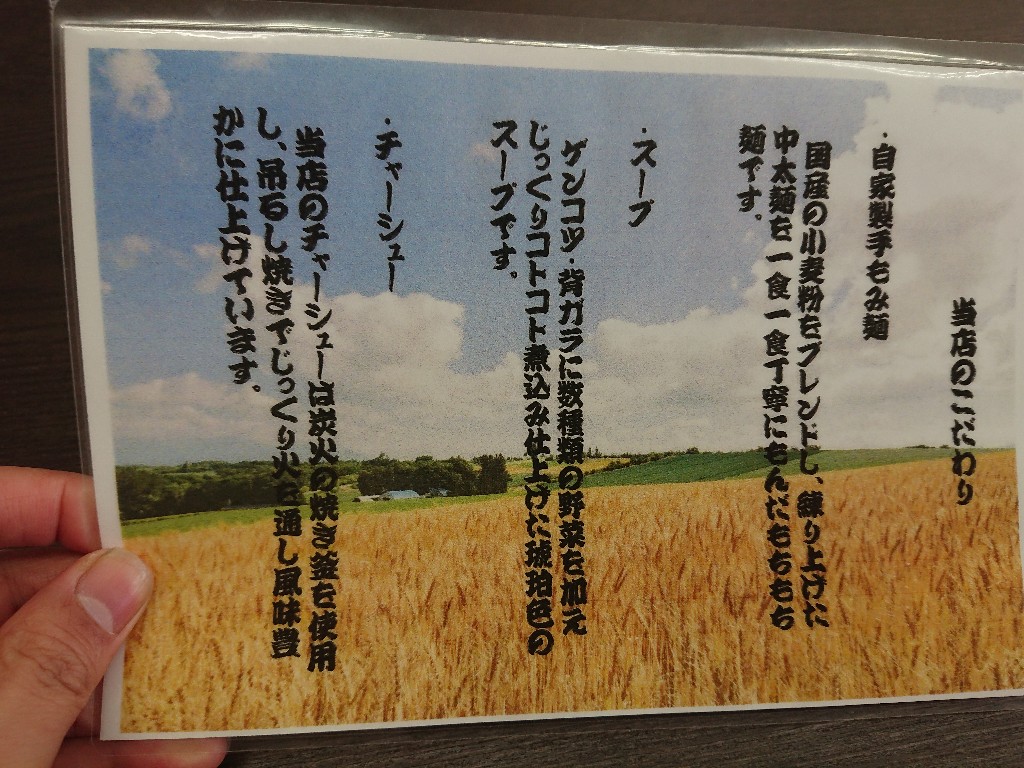 当店のこだわり
・自家製手もみ麺
国産の小麦粉をブレンドし、練り上げた
中太麺を一食一食丁寧にもんだもちもち
麺です。
・スープ
ゲンコツ・背ガラに数種類の野菜を加え
じっくりコトコト煮込み仕上げた琥珀色の
スープです。
・チャーシュー
当店のチャーシューは炭火の焼き釜を使用
し、吊るし焼きでじっくり火を通し風味豊
かに仕上げています。